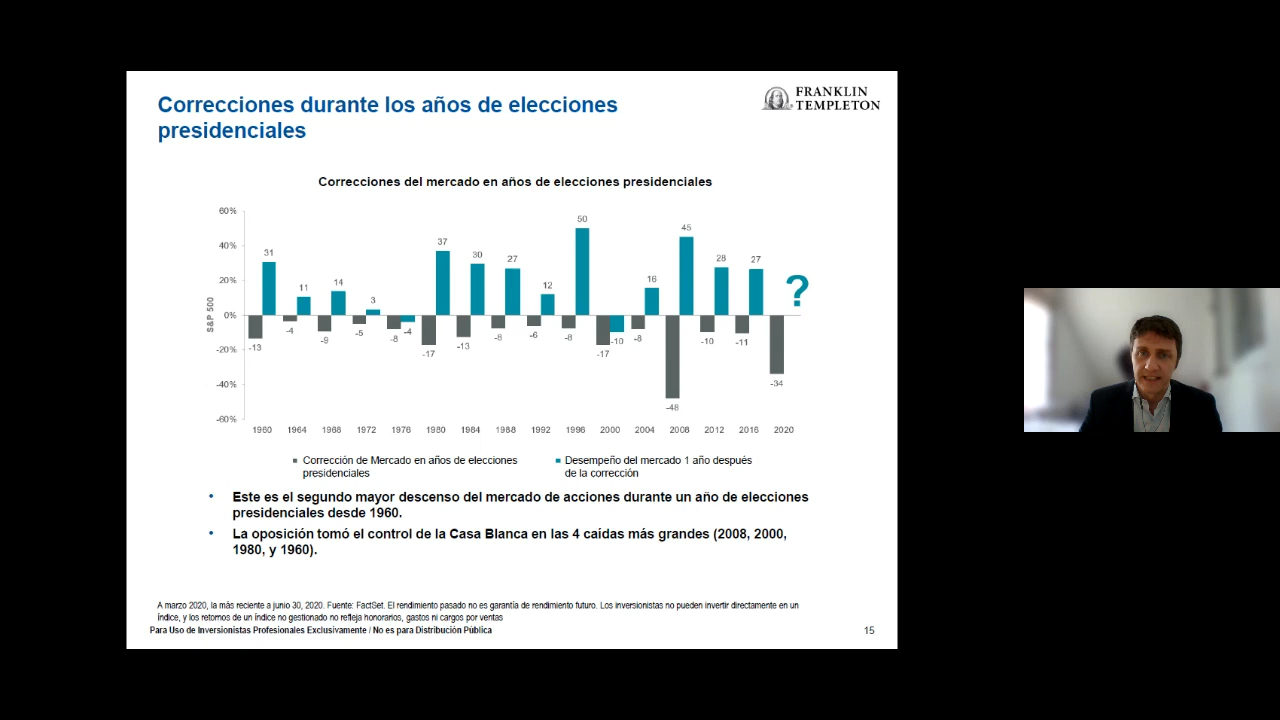 Correcciones durante los años de elecciones
presidenciales
FRANKLIN
TEMPLETON
Correcciones del mercado en años de elecciones presidenciales
S&P 500
60%
40%
20%
0%
-20%
-40%
-60%
31
11
14
3
-4
37
30
27
12
50
-10
16
45
28
27
?
-13
-4
-9
-5
-8
-17
-13
-8
-6
-8
-17
-8
-48
-10
-11
-34
1960 1964 1968 1972 1976 1980 1984 1988 1992 1996 2000 2004 2008 2012 2016 2020
Corrección de Mercado en años de elecciones
presidenciales
Desempeño del mercado 1 año después
de la corrección
• Este es el segundo mayor descenso del mercado de acciones durante un año de elecciones
presidenciales desde 1960.
• La oposición tomó el control de la Casa Blanca en las 4 caídas más grandes (2008, 2000,
1980, y 1960).
A marzo 2020, la más reciente a junio 30, 2020. Fuente: FactSet. El rendimiento pasado no es garantía de rendimiento futuro. Los inversionistas no pueden invertir directamente en un
índice, y los retornos de un índice no gestionado no refleja honorarios, gastos ni cargos por ventas
Para Uso de Inversionistas Profesionales Exclusivamente / No es para Distribución Pública
15